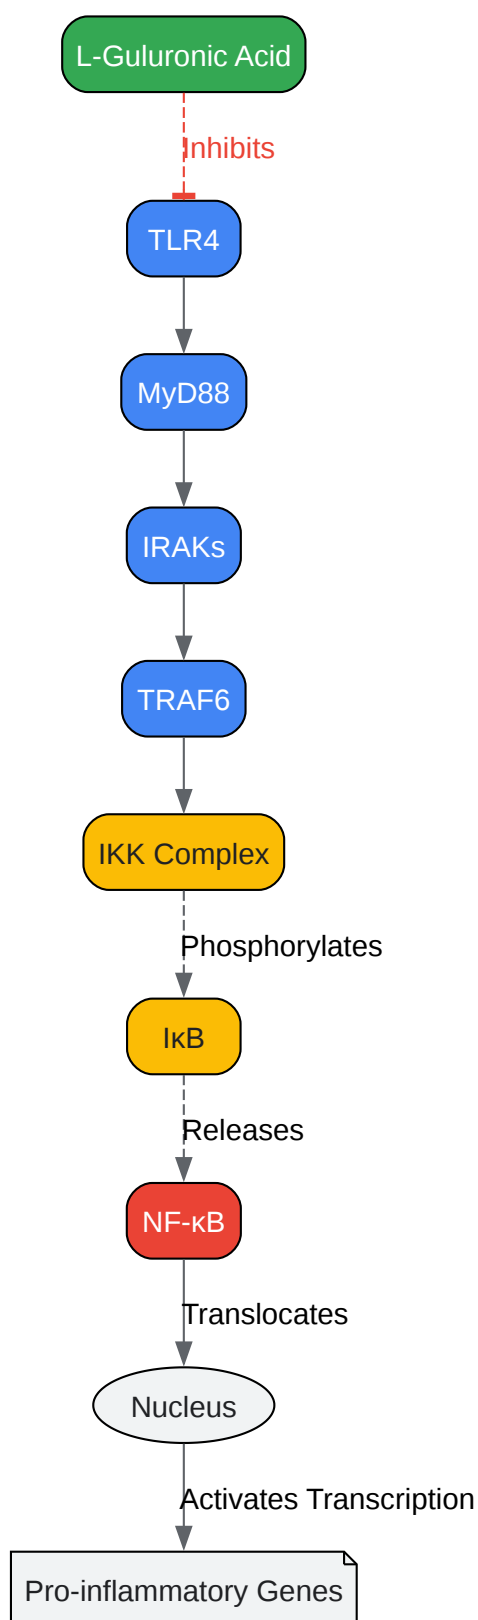 L-Guluronic Acid
Inhibits
TLR4
MyD88
IRAKs
TRAF6
IKK Complex
Phosphorylates
IκB
Releases
NF-κB
Translocates
Nucleus
Activates Transcription
Pro-inflammatory Genes